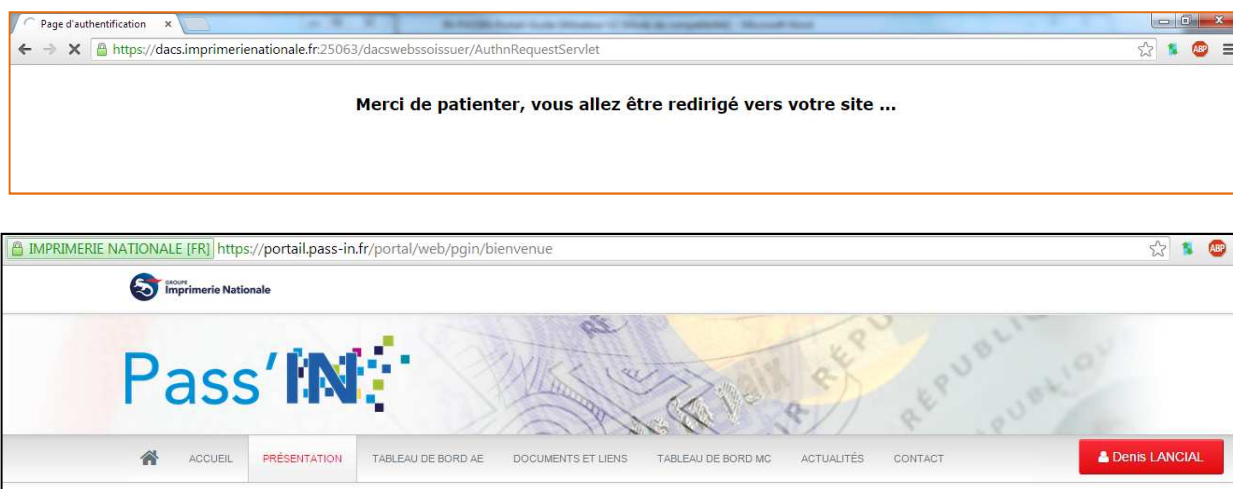 Page d'authentification
https://dacs.imprimerienationale.fr:25063/dacswebssoissuer/AuthnRequestServlet
ABP
Merci de patienter, vous allez être redirigé vers votre site ...
IMPRIMERIE NATIONALE [FR] https://portail.pass-in.fr/portal/web/pgin/bienvenue
ABP
GROUPE
Imprimerie Nationale
Pass'IN
ACCUEIL PRÉSENTATION TABLEAU DE BORD AE DOCUMENTS ET LIENS TABLEAU DE BORD MC ACTUALITÉS CONTACT Denis LANCIAL